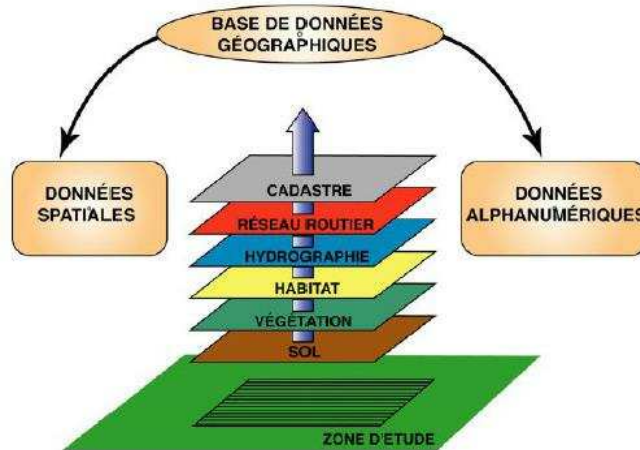 BASE DE DONNÉES
GÉOGRAPHIQUES
DONNÉES
SPATIALES
DONNÉES
ALPHANUMÉRIQUES
CADASTRE
RÉSEAU ROUTIER
HYDROGRAPHIE
HABITAT
VÉGÉTATION
SOL
ZONE D'ETUDE